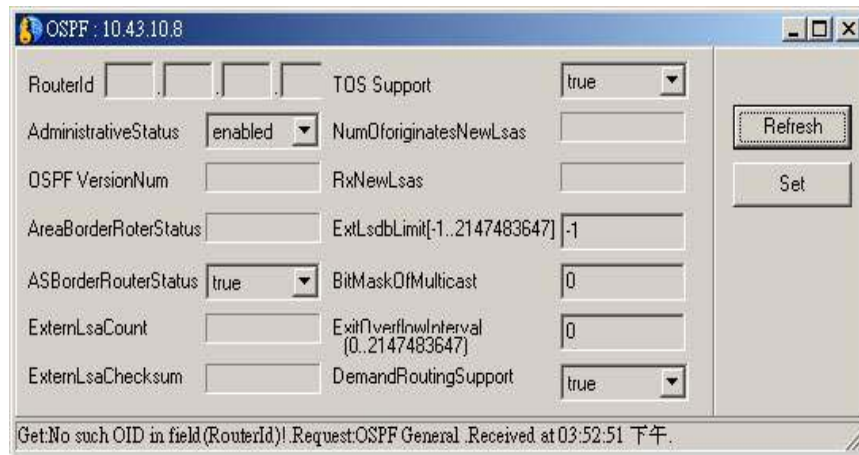 OSPF : 10.43.10.8
RouterId . . . TOS Support true
AdministrativeStatus enabled NumOforiginatesNewLsas
Refresh
OSPF VersionNum RxNewLsas
Set
AreaBorderRoterStatus ExtLsdbLimit[-1..2147483647] -1
ASBorderRouterStatus true BitMaskOfMulticast 0
ExternLsaCount ExitOverflowInterval 0
(0..2147483647)
ExternLsaChecksum DemandRoutingSupport true
Get:No such OID in field(RouterId)! .Request:OSPF General .Received at 03:52:51 下午.